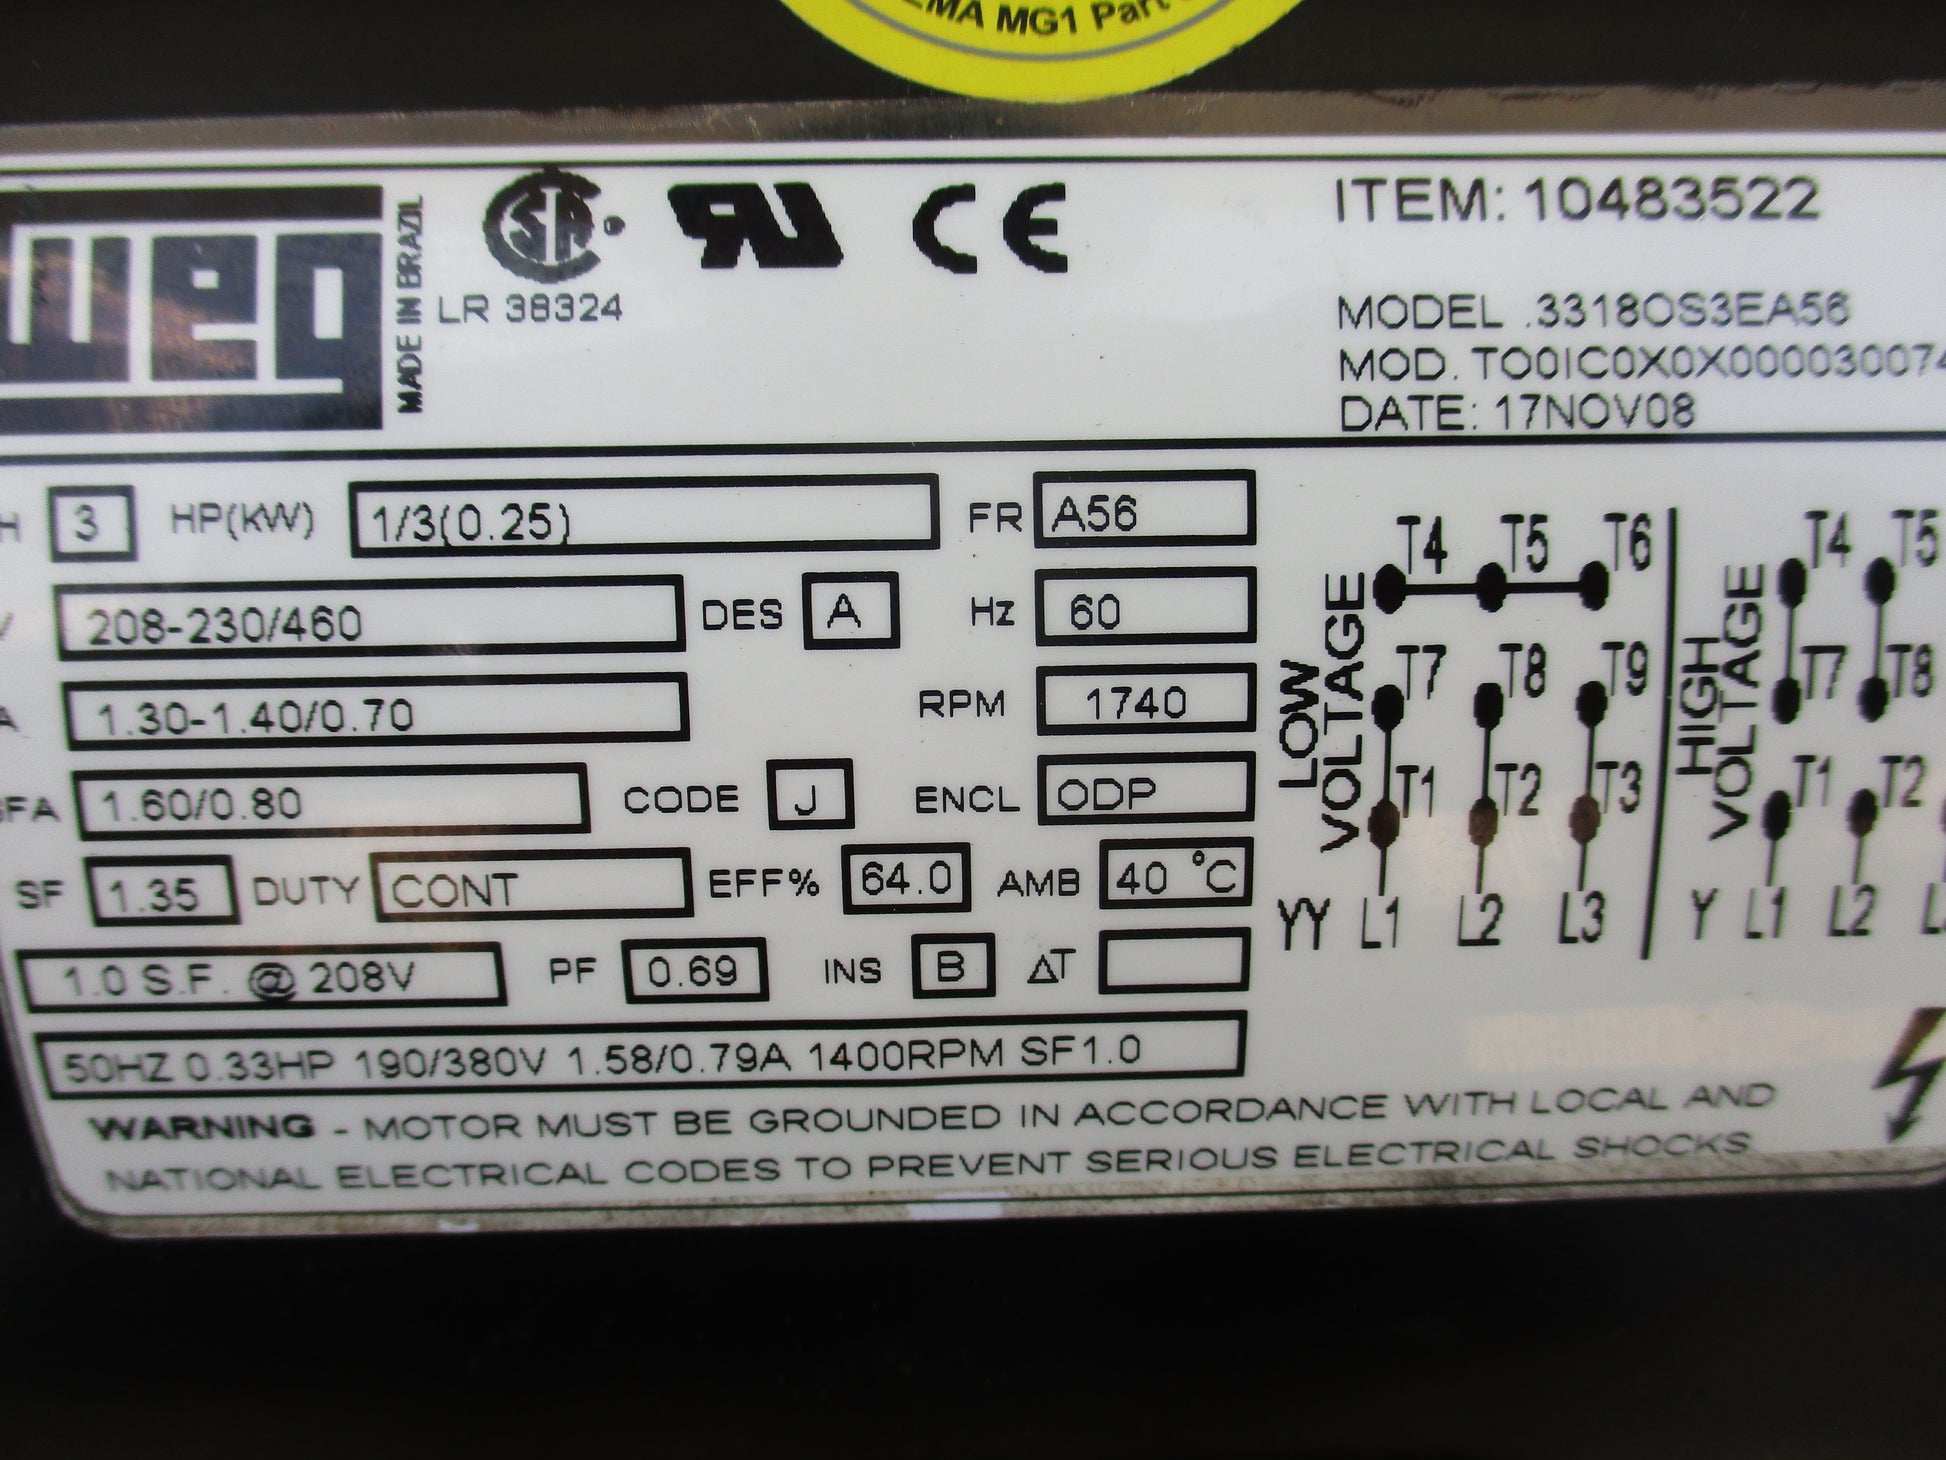 EMA MG1 Part
weg
MADE IN BRAZIL
LR 38324
ITEM: 10483522
MODEL .3318OS3EA56
MOD. TO0IC0X0X000030074
DATE: 17NOV08
H 3 HP(KW) 1/3(0.25) FR A56
V 208-230/460 DES A Hz 60
A 1.30-1.40/0.70 RPM 1740
SFA 1.60/0.80 CODE J ENCL ODP
SF 1.35 DUTY CONT EFF% 64.0 AMB 40 °C
1.0 S.F. @ 208V PF 0.69 INS B ΔT
50HZ 0.33HP 190/380V 1.58/0.79A 1400RPM SF1.0
WARNING - MOTOR MUST BE GROUNDED IN ACCORDANCE WITH LOCAL AND
NATIONAL ELECTRICAL CODES TO PREVENT SERIOUS ELECTRICAL SHOCKS
LOW VOLTAGE
T4 T5 T6
T7 T8 T9
T1 T2 T3
YY L1 L2 L3
HIGH VOLTAGE
T4 T5
T7 T8
T1 T2
Y L1 L2